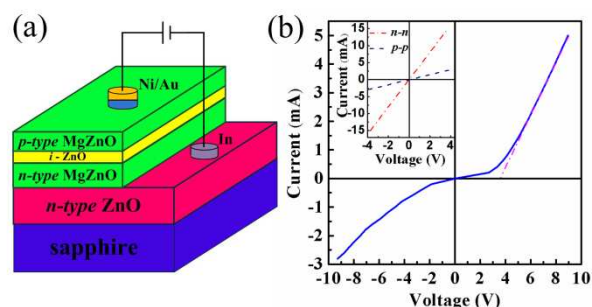 (a)
Ni/Au
In
p-type MgZnO
i - ZnO
n-type MgZnO
n-type ZnO
sapphire
(b)
Current (mA)
5
4
3
2
1
0
-1
-2
-3
-10 -8 -6 -4 -2 0 2 4 6 8 10
Voltage (V)
Current (mA)
15
10
5
0
-5
-10
-15
-4 0 4
Voltage (V)
n-n
p-p